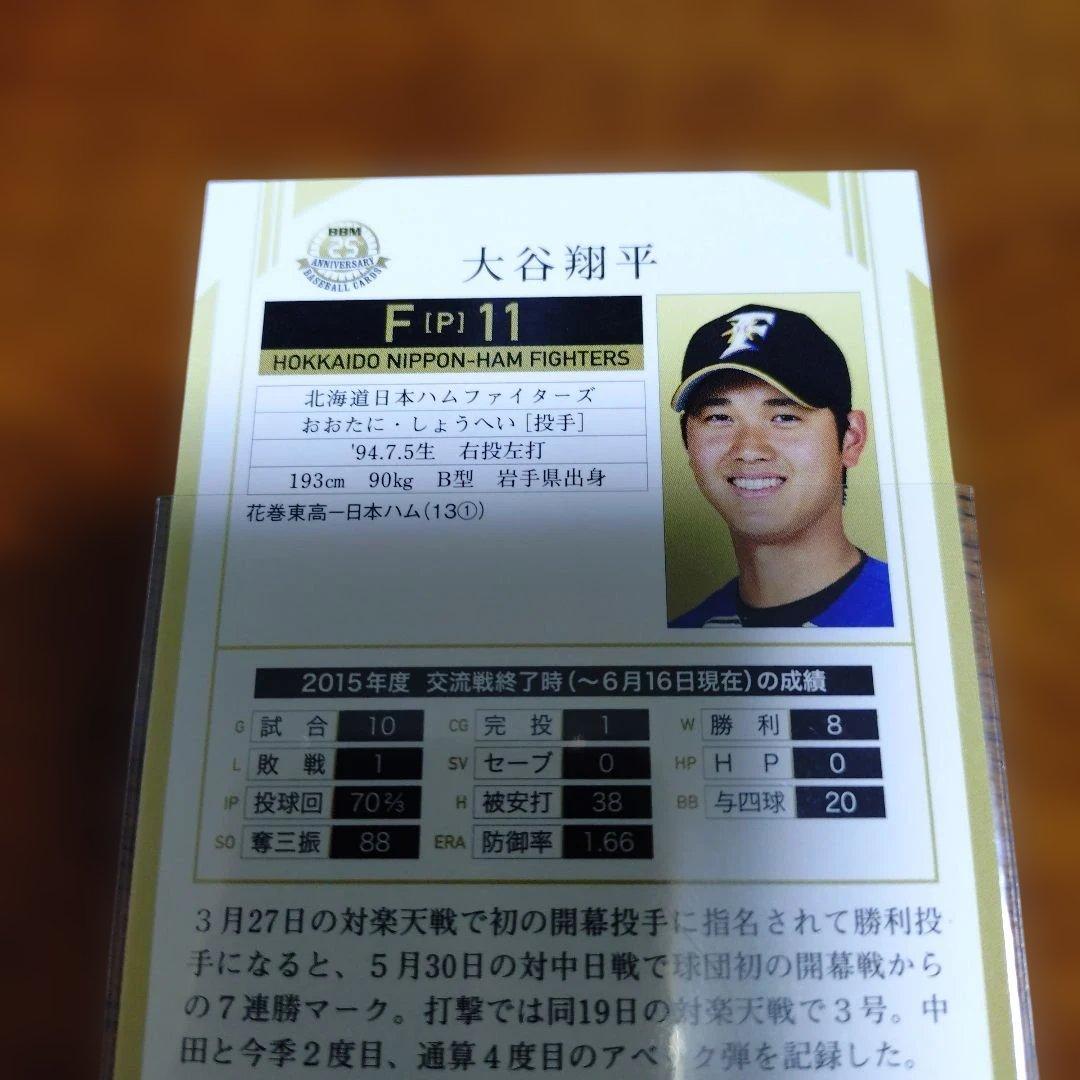 BBM
25
ANNIVERSARY
BASEBALL CARDS
大谷翔平
F [P] 11
HOKKAIDO NIPPON-HAM FIGHTERS
北海道日本ハムファイターズ
おおたに・しょうへい [投手]
'94.7.5生 右投左打
193cm 90kg B型 岩手県出身
花巻東高ー日本ハム(13①)
F
2015年度 交流戦終了時(〜6月16日現在)の成績
G 試合 10 CG 完投 1 W 勝利 8
L 敗戦 1 SV セーブ 0 HP HP 0
IP 投球回 70 2/3 H 被安打 38 BB 与四球 20
SO 奪三振 88 ERA 防御率 1.66
3月27日の対楽天戦で初の開幕投手に指名されて勝利投
手になると、5月30日の対中日戦で球団初の開幕戦から
の7連勝マーク。打撃では同19日の対楽天戦で3号。中
田と今季2度目、通算4度目のアベック弾を記録した。